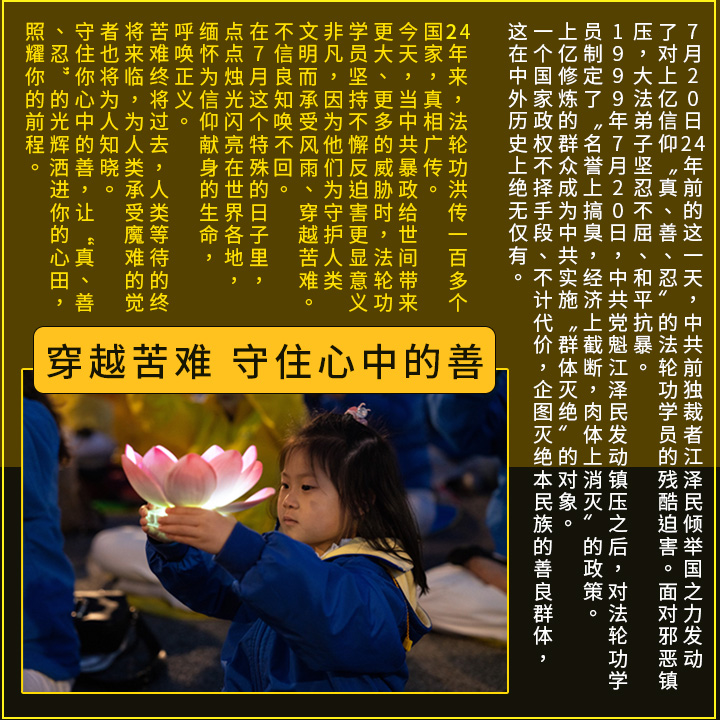 7月20日24年前的这一天，中共前独裁者江泽民倾举国之力发动
了对上亿信仰〝真、善、忍〞的法轮功学员的残酷迫害。面对邪恶镇
压，大法弟子坚忍不屈、和平抗暴。
1999年7月20日，中共党魁江泽民发动镇压之后，对法轮功学
员制定了〝名誉上搞臭，经济上截断，肉体上消灭〞的政策。
上亿修炼的群众成为中共实施〝群体灭绝〞的对象。
一个国家政权不择手段、不计代价，企图灭绝本民族的善良群体，
这在中外历史上绝无仅有。
24年来，法轮功洪传一百多个
国家，真相广传。
今天，当中共暴政给世间带来
更大、更多的威胁时，法轮功
学员坚持不懈反迫害更显意义
非凡，因为他们为守护人类
文明而承受风雨、穿越苦难。
不信良知唤不回。
在7月这个特殊的日子里，
点点烛光闪亮在世界各地，
缅怀为信仰献身的生命，
呼唤正义。
苦难终将过去，人类等待的终
将来临，为人类承受魔难的觉
者也将为人知晓。
守住你心中的善，让〝真、善
、忍〞的光辉洒进你的心田，
照耀你的前程。
穿越苦难 守住心中的善